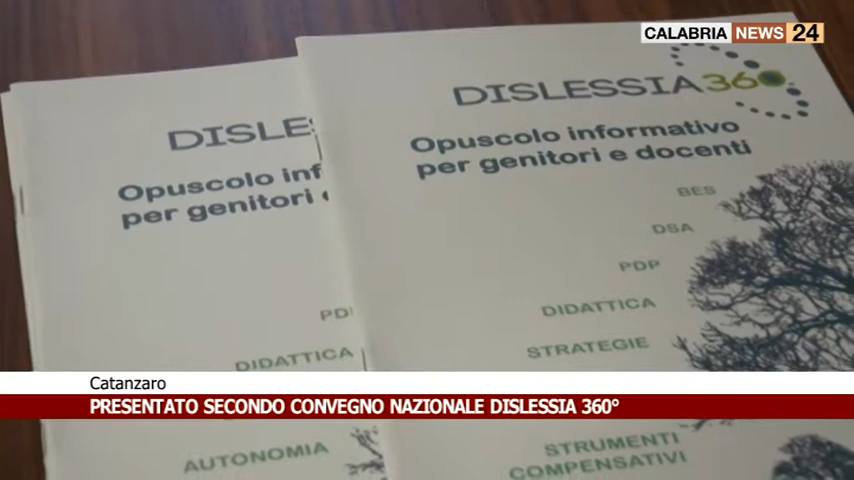 CALABRIA NEWS 24
DISLESSIA 360
Opuscolo informativo
per genitori e docenti
BES
DSA
PDP
DIDATTICA
STRATEGIE
STRUMENTI
COMPENSATIVI
DISLES
Opuscolo inf
per genitori
PD
DIDATTICA
AUTONOMIA
Catanzaro
PRESENTATO SECONDO CONVEGNO NAZIONALE DISLESSIA 360°